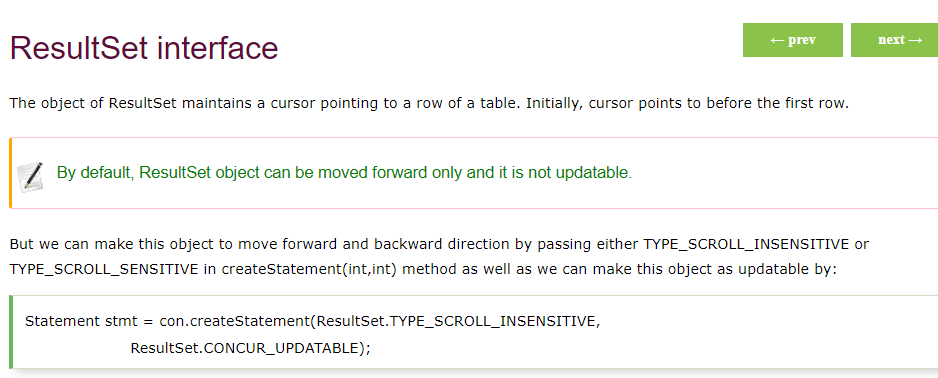 ResultSet interface
← prev
next →
The object of ResultSet maintains a cursor pointing to a row of a table. Initially, cursor points to before the first row.
By default, ResultSet object can be moved forward only and it is not updatable.
But we can make this object to move forward and backward direction by passing either TYPE_SCROLL_INSENSITIVE or
TYPE_SCROLL_SENSITIVE in createStatement(int,int) method as well as we can make this object as updatable by:
Statement stmt = con.createStatement(ResultSet.TYPE_SCROLL_INSENSITIVE,
ResultSet.CONCUR_UPDATABLE);